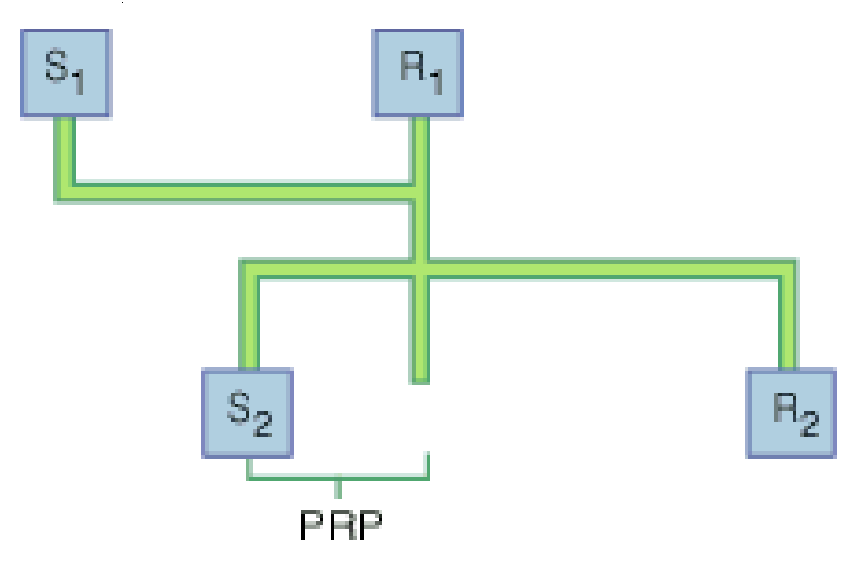 S₁ R₁
S₂ R₂
PRP